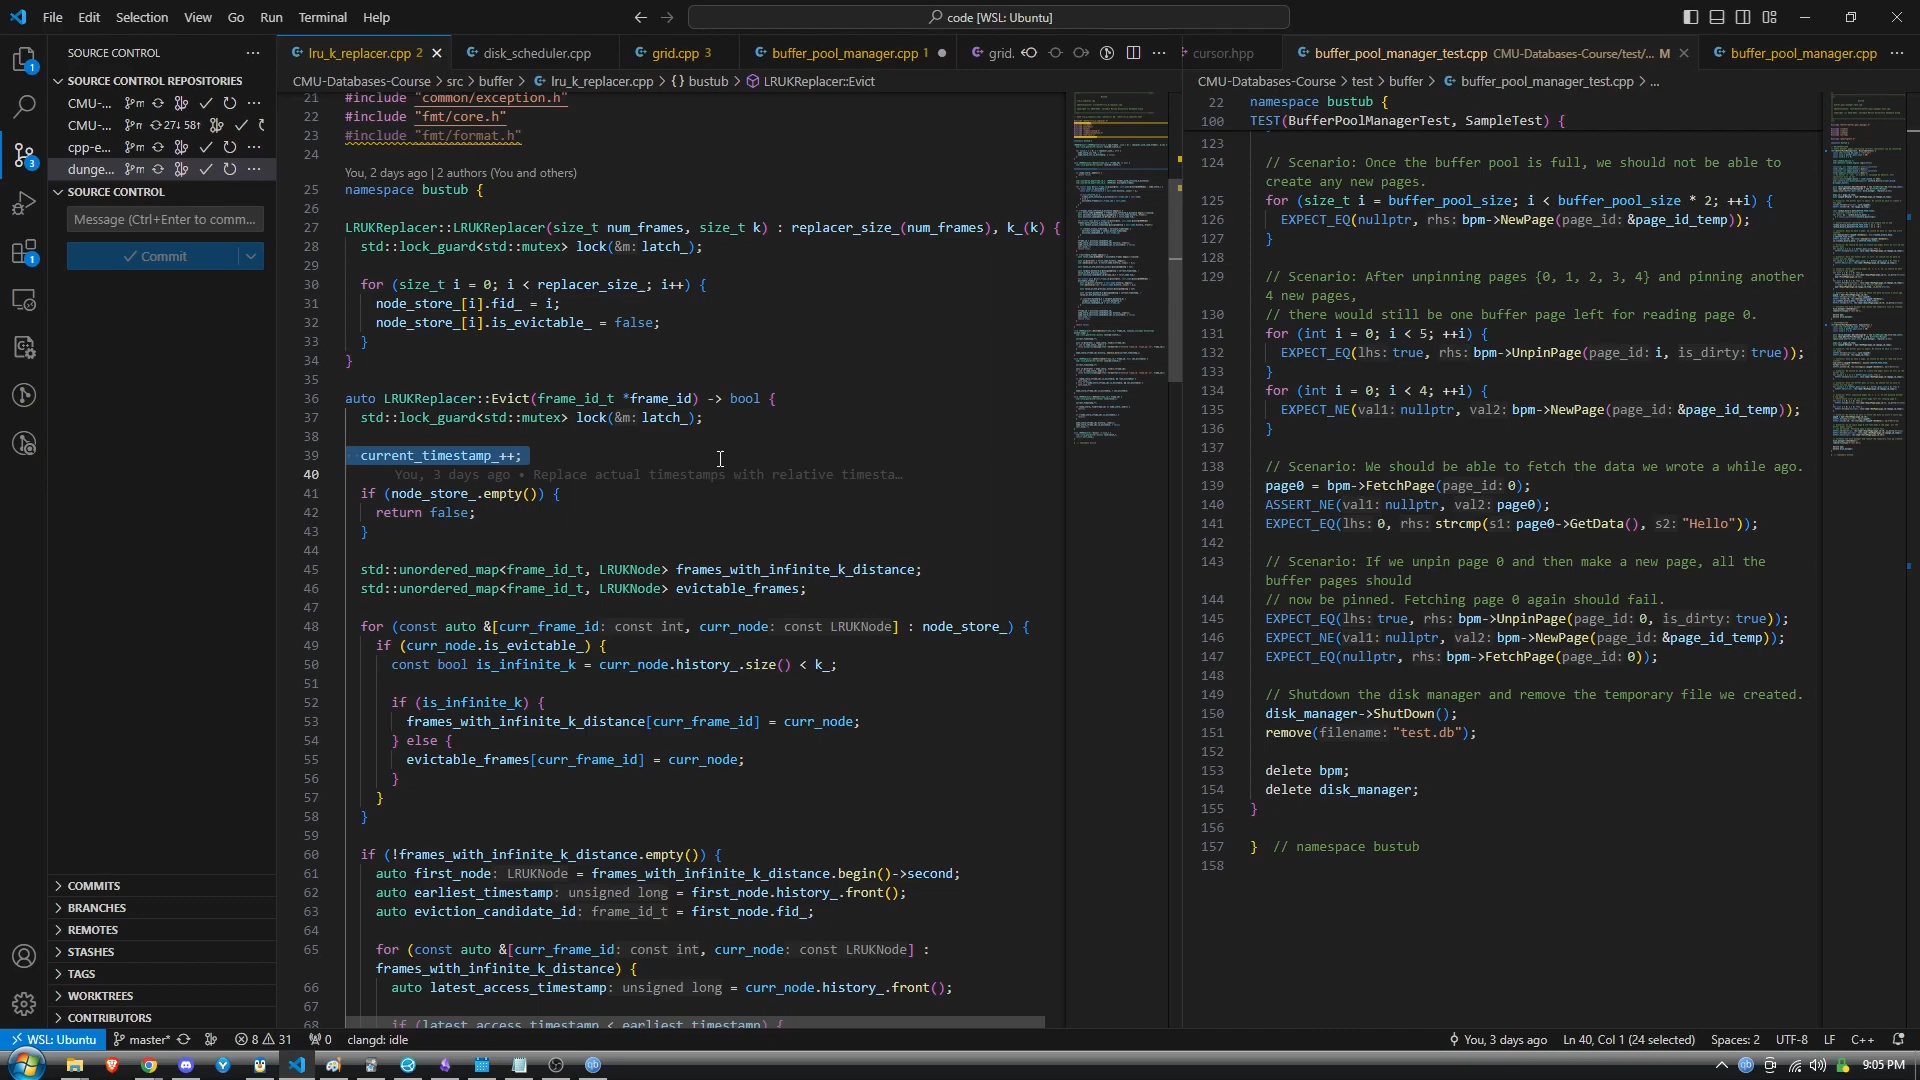 File Edit Selection View Go Run Terminal Help
code [WSL: Ubuntu]
SOURCE CONTROL
SOURCE CONTROL REPOSITORIES
CMU-...
CMU-... 27↓ 58↑
cpp-e...
dunge...
SOURCE CONTROL
Message (Ctrl+Enter to comm...
Commit
COMMITS
BRANCHES
REMOTES
STASHES
TAGS
WORKTREES
CONTRIBUTORS
lru_k_replacer.cpp 2
disk_scheduler.cpp
grid.cpp 3
buffer_pool_manager.cpp 1
grid.
CMU-Databases-Course > src > buffer > lru_k_replacer.cpp > {} bustub > LRUKReplacer::Evict
21 #include "common/exception.h"
22 #include "fmt/core.h"
23 #include "fmt/format.h"
24
You, 2 days ago | 2 authors (You and others)
25 namespace bustub {
26
27 LRUKReplacer::LRUKReplacer(size_t num_frames, size_t k) : replacer_size_(num_frames), k_(k) {
28 std::lock_guard<std::mutex> lock(&m: latch_);
29
30 for (size_t i = 0; i < replacer_size_; i++) {
31 node_store_[i].fid_ = i;
32 node_store_[i].is_evictable_ = false;
33 }
34 }
35
36 auto LRUKReplacer::Evict(frame_id_t *frame_id) -> bool {
37 std::lock_guard<std::mutex> lock(&m: latch_);
38
39 current_timestamp_++;
40 You, 3 days ago • Replace actual timestamps with relative timesta…
41 if (node_store_.empty()) {
42 return false;
43 }
44
45 std::unordered_map<frame_id_t, LRUKNode> frames_with_infinite_k_distance;
46 std::unordered_map<frame_id_t, LRUKNode> evictable_frames;
47
48 for (const auto &[curr_frame_id: const int, curr_node: const LRUKNode] : node_store_) {
49 if (curr_node.is_evictable_) {
50 const bool is_infinite_k = curr_node.history_.size() < k_;
51
52 if (is_infinite_k) {
53 frames_with_infinite_k_distance[curr_frame_id] = curr_node;
54 } else {
55 evictable_frames[curr_frame_id] = curr_node;
56 }
57 }
58 }
59
60 if (!frames_with_infinite_k_distance.empty()) {
61 auto first_node: LRUKNode = frames_with_infinite_k_distance.begin()->second;
62 auto earliest_timestamp: unsigned long = first_node.history_.front();
63 auto eviction_candidate_id: frame_id_t = first_node.fid_;
64
65 for (const auto &[curr_frame_id: const int, curr_node: const LRUKNode] :
frames_with_infinite_k_distance) {
66 auto latest_access_timestamp: unsigned long = curr_node.history_.front();
67
68 if (latest_access_timestamp < earliest_timestamp) {
cursor.hpp
buffer_pool_manager_test.cpp CMU-Databases-Course/test/... M
buffer_pool_manager.cpp
CMU-Databases-Course > test > buffer > buffer_pool_manager_test.cpp > ...
22 namespace bustub {
100 TEST(BufferPoolManagerTest, SampleTest) {
123
124 // Scenario: Once the buffer pool is full, we should not be able to
create any new pages.
125 for (size_t i = buffer_pool_size; i < buffer_pool_size * 2; ++i) {
126 EXPECT_EQ(nullptr, rhs: bpm->NewPage(page_id: &page_id_temp));
127 }
128
129 // Scenario: After unpinning pages {0, 1, 2, 3, 4} and pinning another
4 new pages,
130 // there would still be one buffer page left for reading page 0.
131 for (int i = 0; i < 5; ++i) {
132 EXPECT_EQ(lhs: true, rhs: bpm->UnpinPage(page_id: i, is_dirty: true));
133 }
134 for (int i = 0; i < 4; ++i) {
135 EXPECT_NE(val1: nullptr, val2: bpm->NewPage(page_id: &page_id_temp));
136 }
137
138 // Scenario: We should be able to fetch the data we wrote a while ago.
139 page0 = bpm->FetchPage(page_id: 0);
140 ASSERT_NE(val1: nullptr, val2: page0);
141 EXPECT_EQ(lhs: 0, rhs: strcmp(s1: page0->GetData(), s2: "Hello"));
142
143 // Scenario: If we unpin page 0 and then make a new page, all the
buffer pages should
144 // now be pinned. Fetching page 0 again should fail.
145 EXPECT_EQ(lhs: true, rhs: bpm->UnpinPage(page_id: 0, is_dirty: true));
146 EXPECT_NE(val1: nullptr, val2: bpm->NewPage(page_id: &page_id_temp));
147 EXPECT_EQ(nullptr, rhs: bpm->FetchPage(page_id: 0));
148
149 // Shutdown the disk manager and remove the temporary file we created.
150 disk_manager->ShutDown();
151 remove(filename: "test.db");
152
153 delete bpm;
154 delete disk_manager;
155 }
156
157 } // namespace bustub
158
WSL: Ubuntu master* 8 31 0 clangd: idle
You, 3 days ago Ln 40, Col 1 (24 selected) Spaces: 2 UTF-8 LF C++
9:05 PM